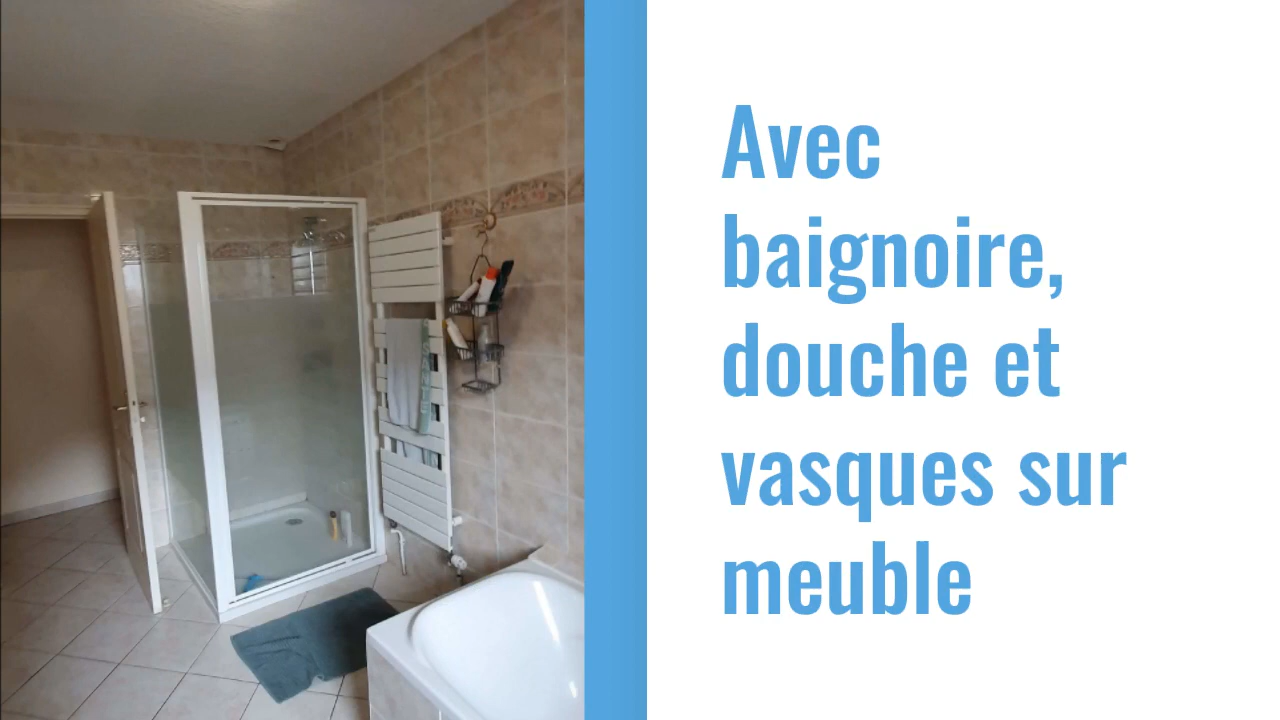 Avec
baignoire,
douche et
vasques sur
meuble